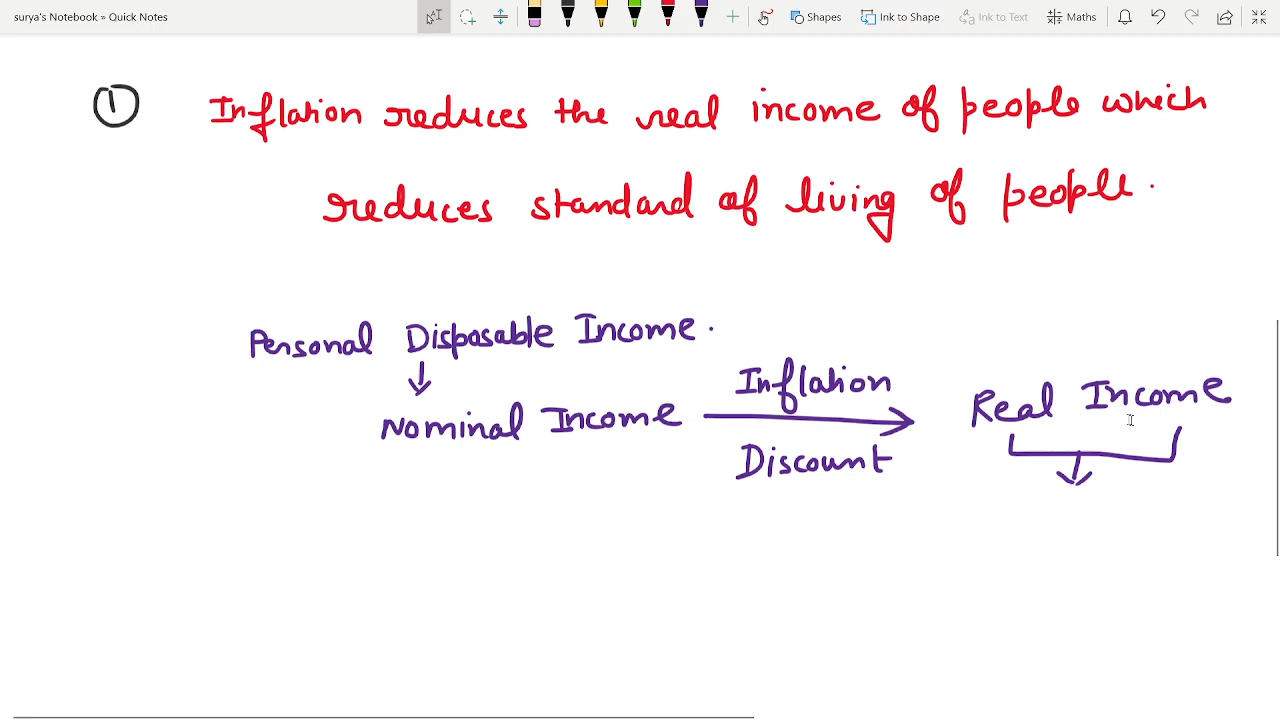 surya's Notebook » Quick Notes
Shapes Ink to Shape Ink to Text Maths
1 Inflation reduces the real income of people which
reduces standard of living of people.
Personal Disposable Income.
Inflation
Nominal Income
Real Income
Discount